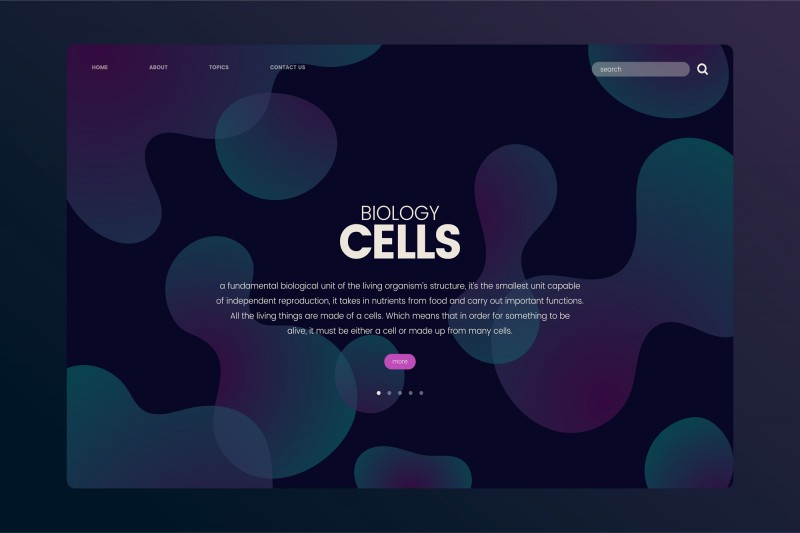 HOME ABOUT TOPICS CONTACT US search
BIOLOGY
CELLS
a fundamental biological unit of the living organism's structure, it's the smallest unit capable
of independent reproduction, it takes in nutrients from food and carry out important functions.
All the living things are made of a cells. Which means that in order for something to be
alive, it must be either a cell or made up from many cells.
more